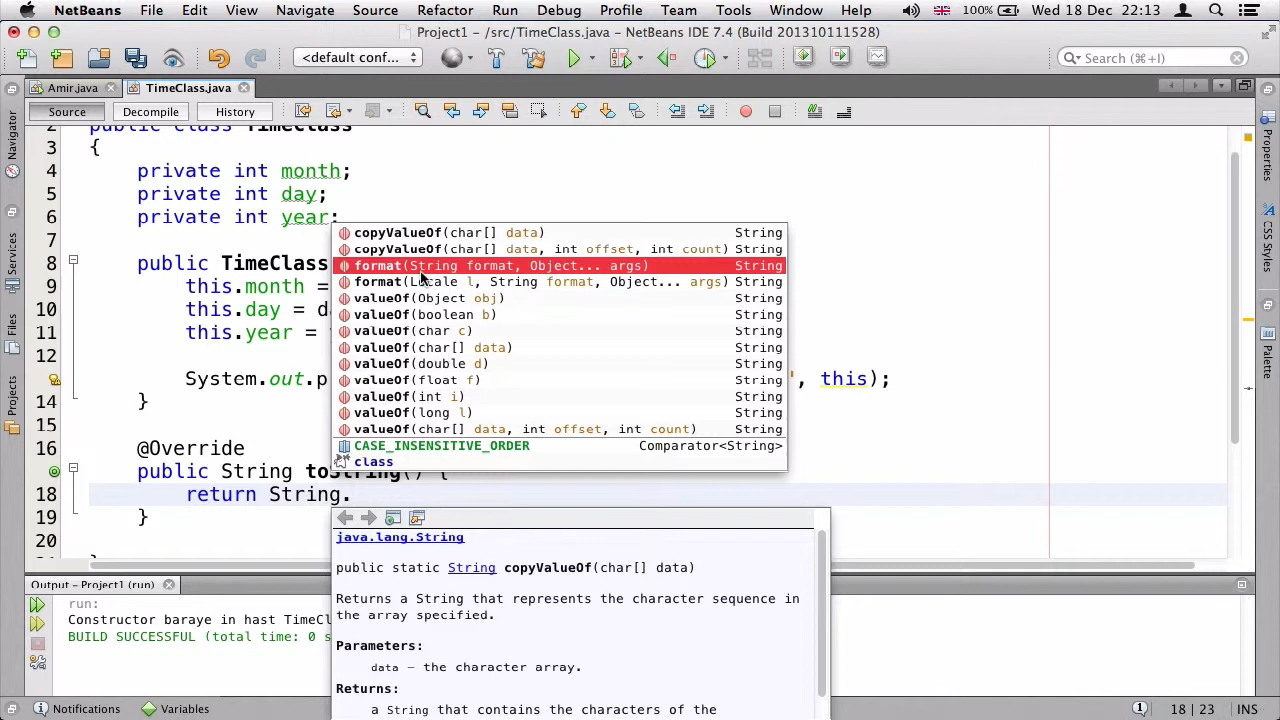 NetBeans File Edit View Navigate Source Refactor Run Debug Profile Team Tools Window Help 100% Wed 18 Dec 22:13
Project1 - /src/TimeClass.java - NetBeans IDE 7.4 (Build 201310111528)
<default conf... Search (⌘+I)
Amir.java TimeClass.java
Source Decompile History
Navigator
Services
Files
Projects
Properties
CSS Styles
Palette
2 public class TimeClass
3 {
4 private int month;
5 private int day;
6 private int year;
7
8 public TimeClass
9 this.month =
10 this.day = da
11 this.year =
12
System.out.p ', this);
14 }
@Override
public String toString() {
18 return String.
19 }
20
copyValueOf(char[] data) String
copyValueOf(char[] data, int offset, int count) String
format(String format, Object... args) String
format(Locale l, String format, Object... args) String
valueOf(Object obj) String
valueOf(boolean b) String
valueOf(char c) String
valueOf(char[] data) String
valueOf(double d) String
valueOf(float f) String
valueOf(int i) String
valueOf(long l) String
valueOf(char[] data, int offset, int count) String
CASE_INSENSITIVE_ORDER Comparator<String>
class
java.lang.String
public static String copyValueOf(char[] data)
Returns a String that represents the character sequence in
the array specified.
Parameters:
data – the character array.
Returns:
a String that contains the characters of the
Output - Project1 (run)
run:
Constructor baraye in hast TimeCl
BUILD SUCCESSFUL (total time: 0 s
Notifications Variables 1 18 | 23 INS